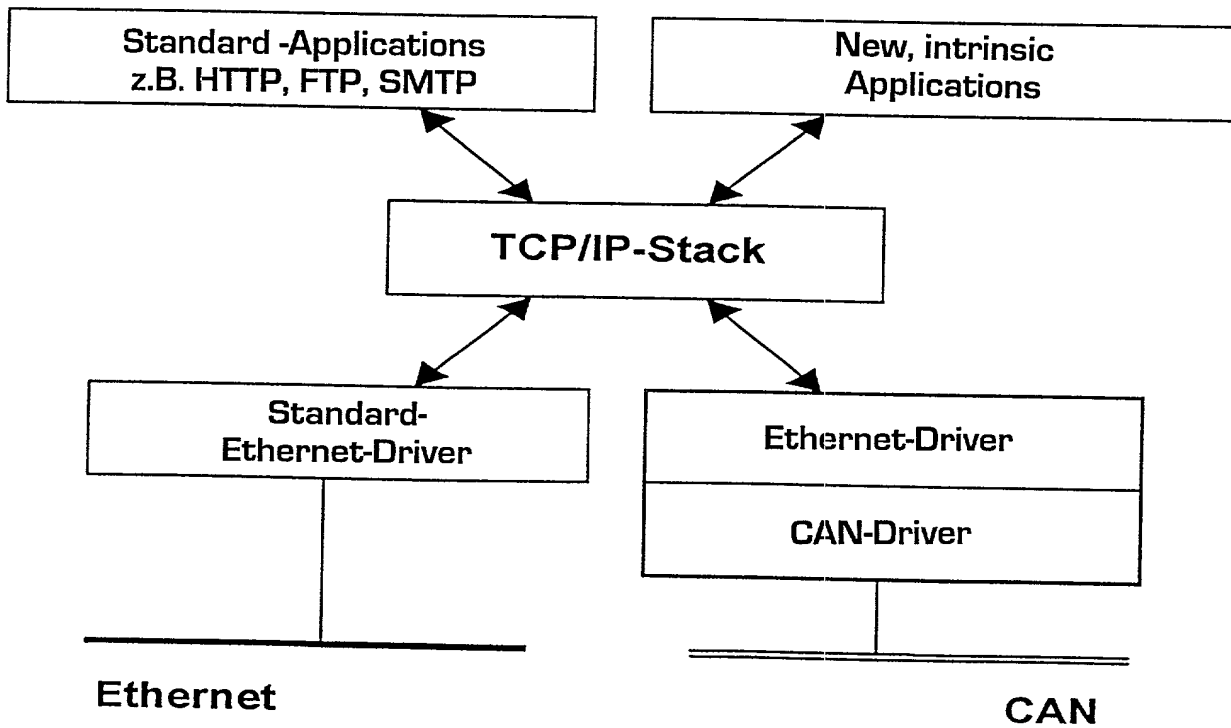 Standard -Applications
z.B. HTTP, FTP, SMTP
New, intrinsic
Applications
TCP/IP-Stack
Standard-
Ethernet-Driver
Ethernet-Driver
CAN-Driver
Ethernet
CAN